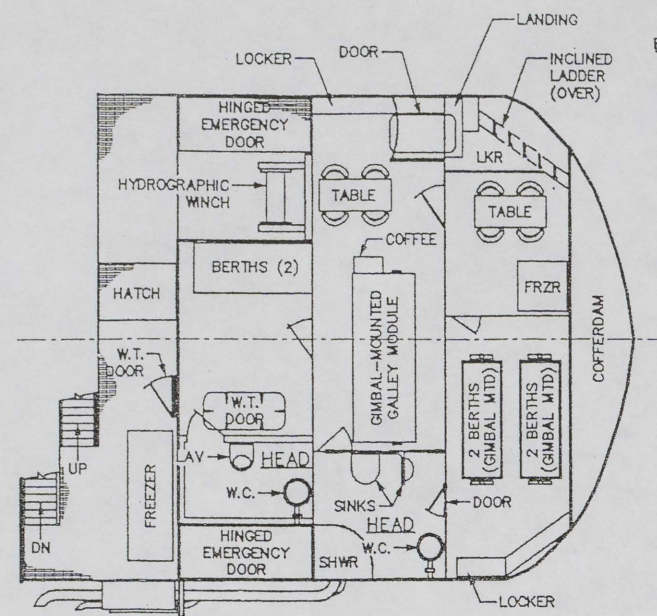 LANDING
DOOR
LOCKER
INCLINED
LADDER
(OVER)
HINGED
EMERGENCY
DOOR
LKR
HYDROGRAPHIC
WINCH
TABLE
TABLE
COFFEE
BERTHS (2)
HATCH
FRZR
GIMBAL-MOUNTED
GALLEY MODULE
COFFERDAM
W.T.
DOOR
2 BERTHS
(GIMBAL MTD)
2 BERTHS
(GIMBAL MTD)
W.T.
DOOR
UP
LAV
HEAD
FREEZER
W.C.
SINKS
DOOR
HEAD
DN
HINGED
EMERGENCY
DOOR
SHWR
W.C.
LOCKER